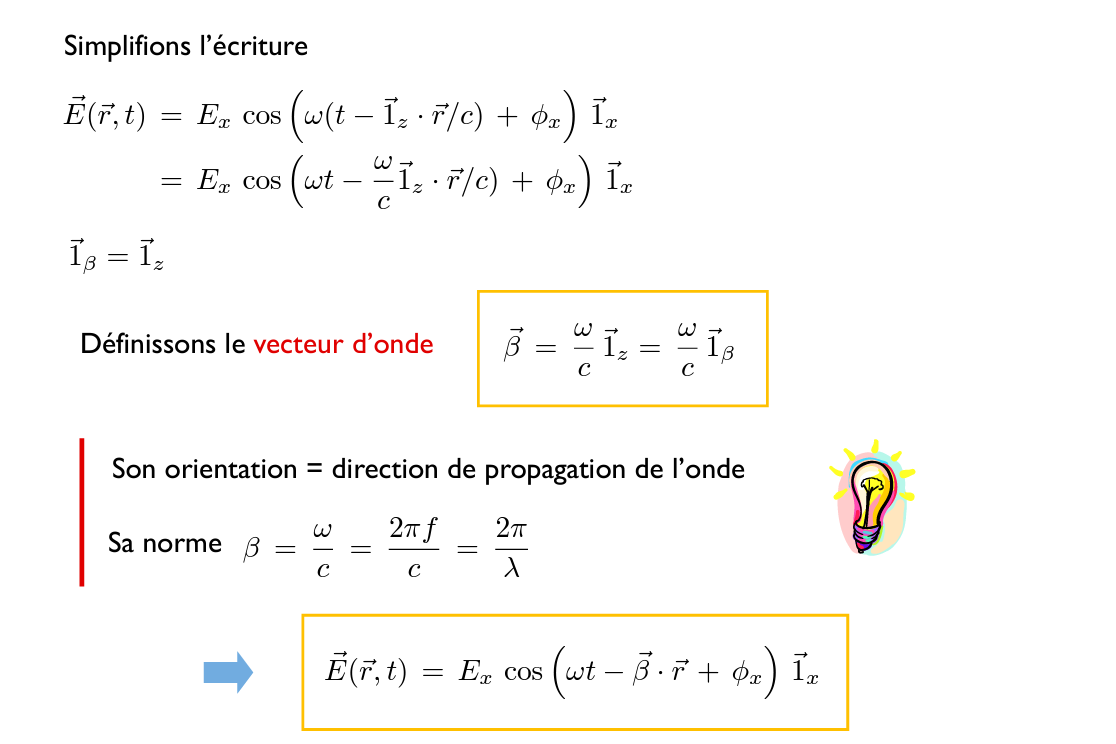 Simplifions l'écriture
$\vec{E}(\vec{r}, t) = E_x \cos\left(\omega(t - \vec{1}_z \cdot \vec{r}/c) + \phi_x\right) \vec{1}_x$
$= E_x \cos\left(\omega t - \frac{\omega}{c}\vec{1}_z \cdot \vec{r}/c) + \phi_x\right) \vec{1}_x$
$\vec{1}_\beta = \vec{1}_z$
Définissons le vecteur d'onde $\vec{\beta} = \frac{\omega}{c}\vec{1}_z = \frac{\omega}{c}\vec{1}_\beta$
Son orientation = direction de propagation de l'onde
Sa norme $\beta = \frac{\omega}{c} = \frac{2\pi f}{c} = \frac{2\pi}{\lambda}$
$\vec{E}(\vec{r}, t) = E_x \cos\left(\omega t - \vec{\beta} \cdot \vec{r} + \phi_x\right) \vec{1}_x$